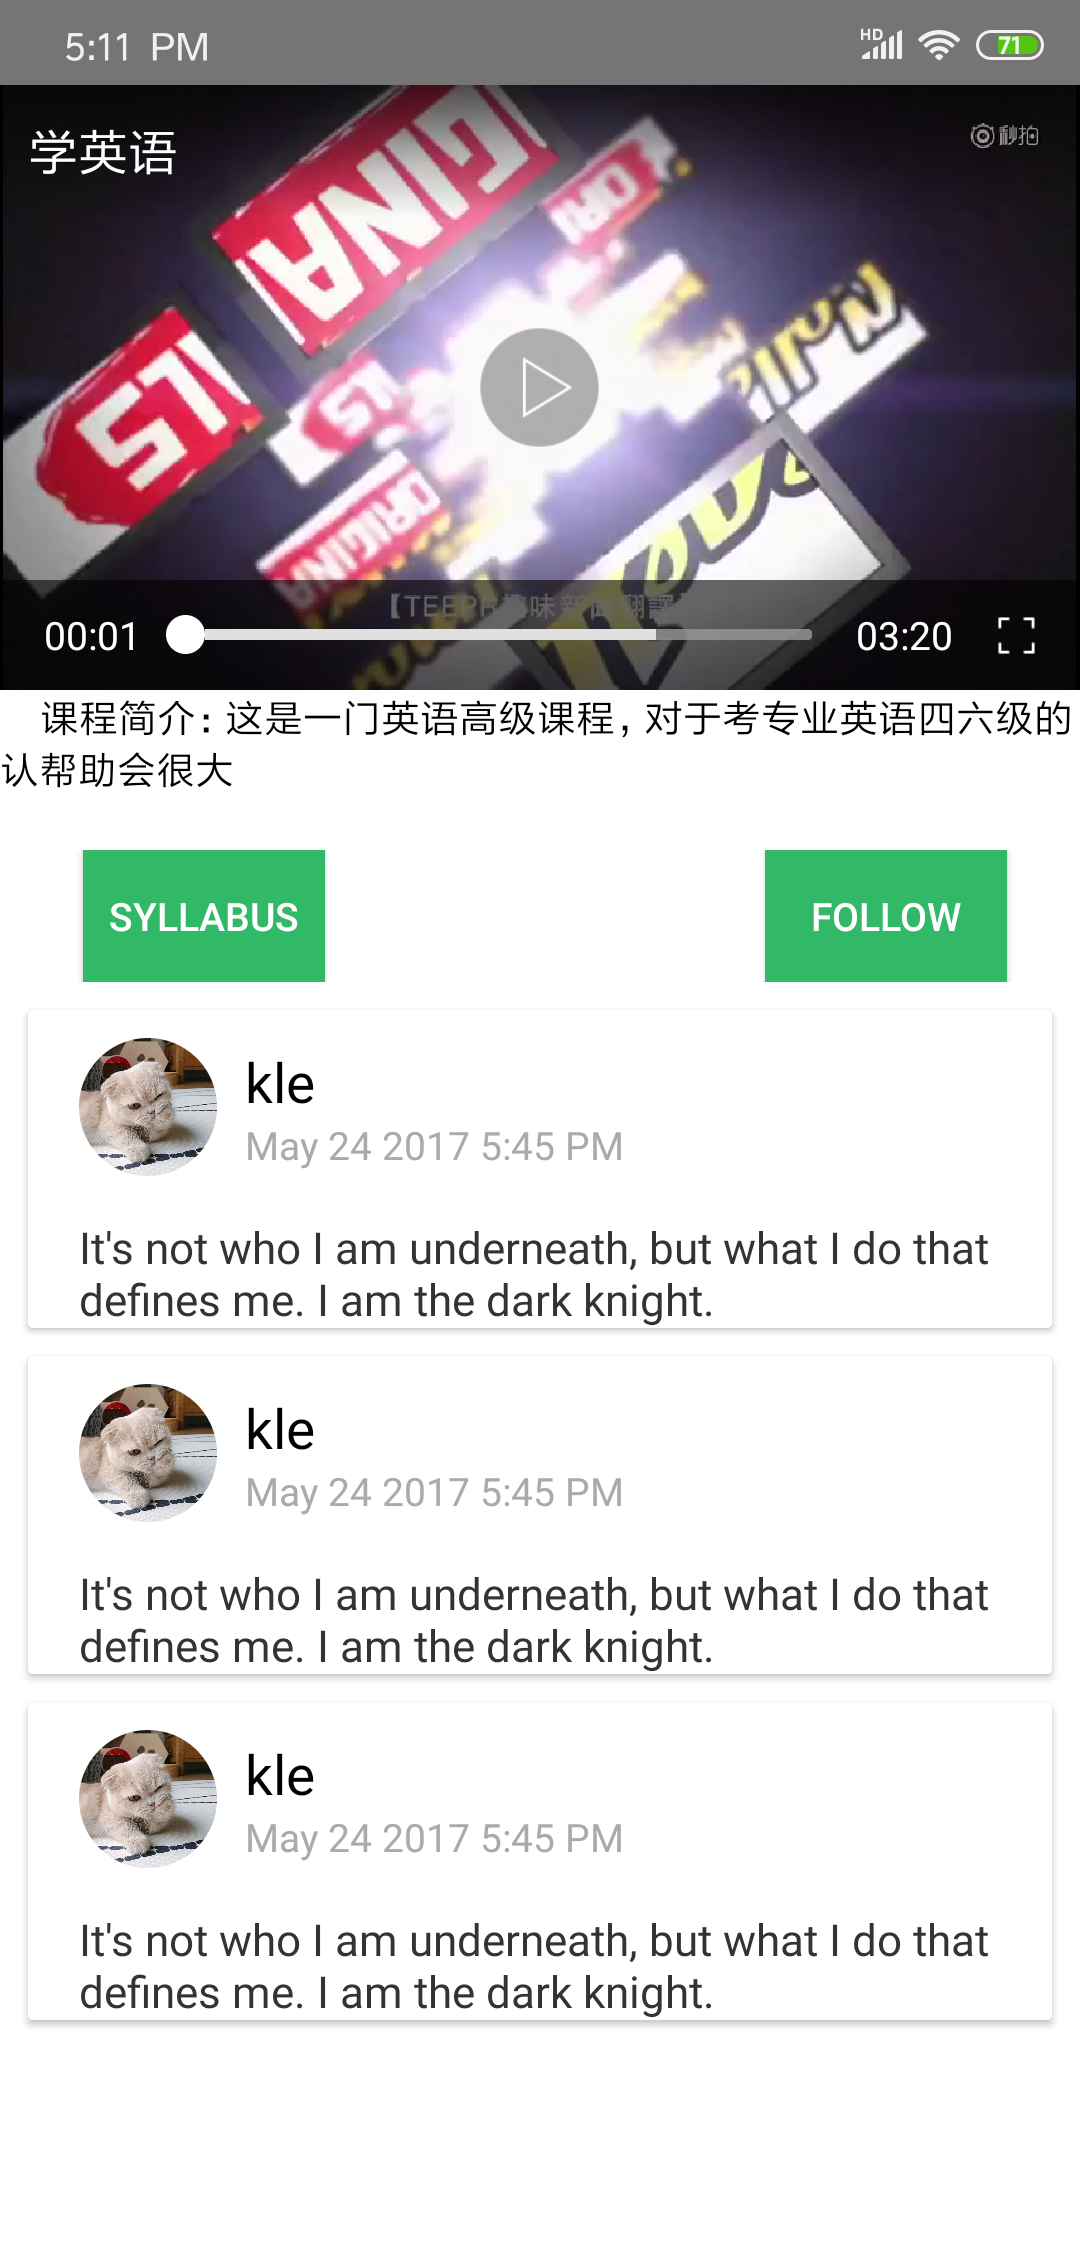 5:11 PM
HD
71
学英语
秒拍
GINA
ORI
ILS
LS
ORIGINA
00:01
03:20
课程简介：这是一门英语高级课程，对于考专业英语四六级的
认帮助会很大
SYLLABUS
FOLLOW
kle
May 24 2017 5:45 PM
It's not who I am underneath, but what I do that
defines me. I am the dark knight.
kle
May 24 2017 5:45 PM
It's not who I am underneath, but what I do that
defines me. I am the dark knight.
kle
May 24 2017 5:45 PM
It's not who I am underneath, but what I do that
defines me. I am the dark knight.